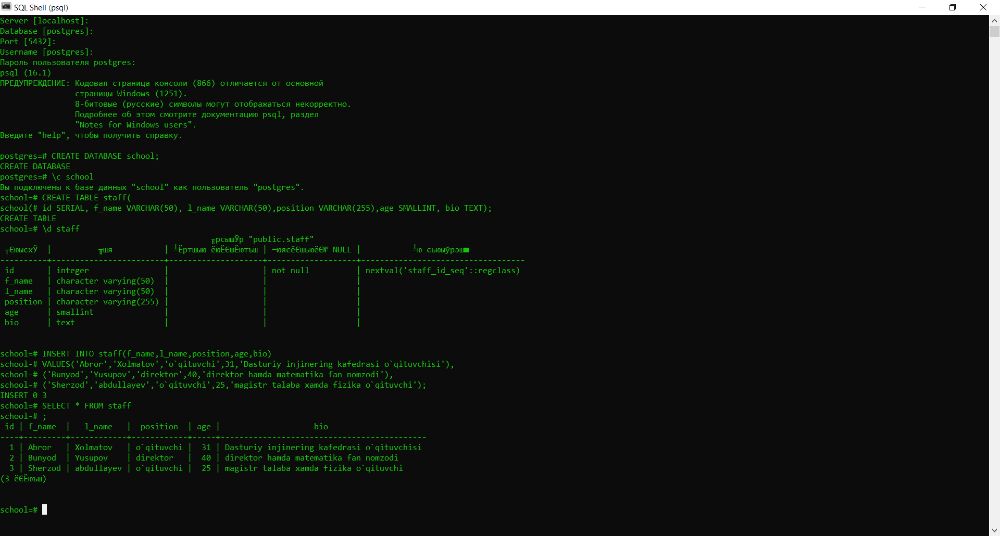 SQL Shell (psql)
Server [localhost]:
Database [postgres]:
Port [5432]:
Username [postgres]:
Пароль пользователя postgres:
psql (16.1)
ПРЕДУПРЕЖДЕНИЕ: Кодовая страница консоли (866) отличается от основной
страницы Windows (1251).
8-битовые (русские) символы могут отображаться некорректно.
Подробнее об этом смотрите документацию psql, раздел
"Notes for Windows users".
Введите "help", чтобы получить справку.
postgres=# CREATE DATABASE school;
CREATE DATABASE
postgres=# \c school
Вы подключены к базе данных "school" как пользователь "postgres".
school=# CREATE TABLE staff(
school(# id SERIAL, f_name VARCHAR(50), l_name VARCHAR(50),position VARCHAR(255),age SMALLINT, bio TEXT);
CREATE TABLE
school=# \d staff
╥рсышЎр "public.staff"
╤ЄюысхЎ | ╥шя | ╧Ёртшыю ёюЁЄшЁютъш | ─юяєёЄшьюёЄ№ NULL | ╧ю єьюыўрэш■
----------+------------------------+--------------------+-------------------+-----------------------------------
id | integer | | not null | nextval('staff_id_seq'::regclass)
f_name | character varying(50) | | |
l_name | character varying(50) | | |
position | character varying(255) | | |
age | smallint | | |
bio | text | | |
school=# INSERT INTO staff(f_name,l_name,position,age,bio)
school-# VALUES('Abror','Xolmatov','o`qituvchi',31,'Dasturiy injinering kafedrasi o`qituvchisi'),
school-# ('Bunyod','Yusupov','direktor',40,'direktor hamda matematika fan nomzodi'),
school-# ('Sherzod','abdullayev','o`qituvchi',25,'magistr talaba xamda fizika o`qituvchi');
INSERT 0 3
school=# SELECT * FROM staff
school-# ;
id | f_name | l_name | position | age | bio
----+---------+------------+------------+-----+--------------------------------------------
1 | Abror | Xolmatov | o`qituvchi | 31 | Dasturiy injinering kafedrasi o`qituvchisi
2 | Bunyod | Yusupov | direktor | 40 | direktor hamda matematika fan nomzodi
3 | Sherzod | abdullayev | o`qituvchi | 25 | magistr talaba xamda fizika o`qituvchi
(3 ёЄЁюъш)
school=#